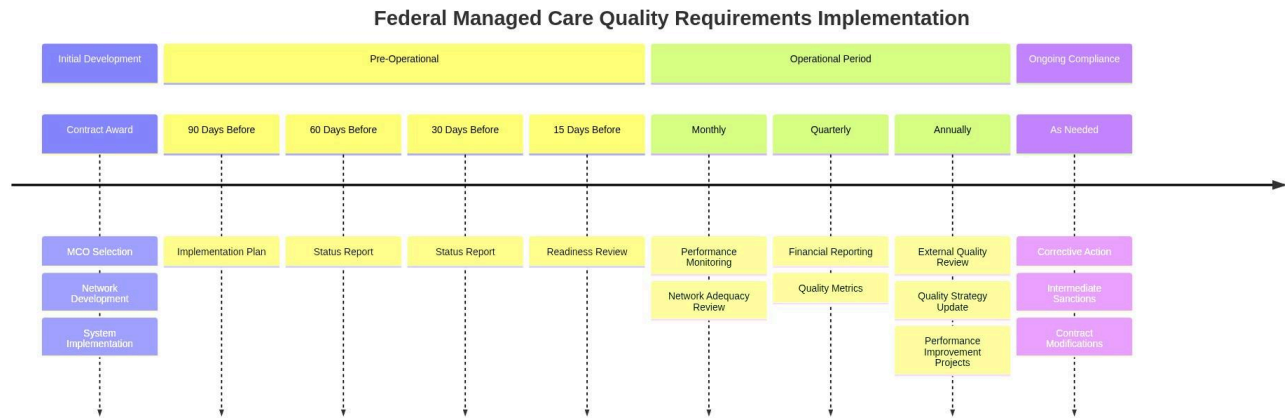 Federal Managed Care Quality Requirements Implementation
Initial Development
Pre-Operational
Operational Period
Ongoing Compliance
Contract Award
90 Days Before
60 Days Before
30 Days Before
15 Days Before
Monthly
Quarterly
Annually
As Needed
MCO Selection
Network
Development
System
Implementation
Implementation Plan
Status Report
Status Report
Readiness Review
Performance
Monitoring
Network Adequacy
Review
Financial Reporting
Quality Metrics
External Quality
Review
Quality Strategy
Update
Performance
Improvement
Projects
Corrective Action
Intermediate
Sanctions
Contract
Modifications